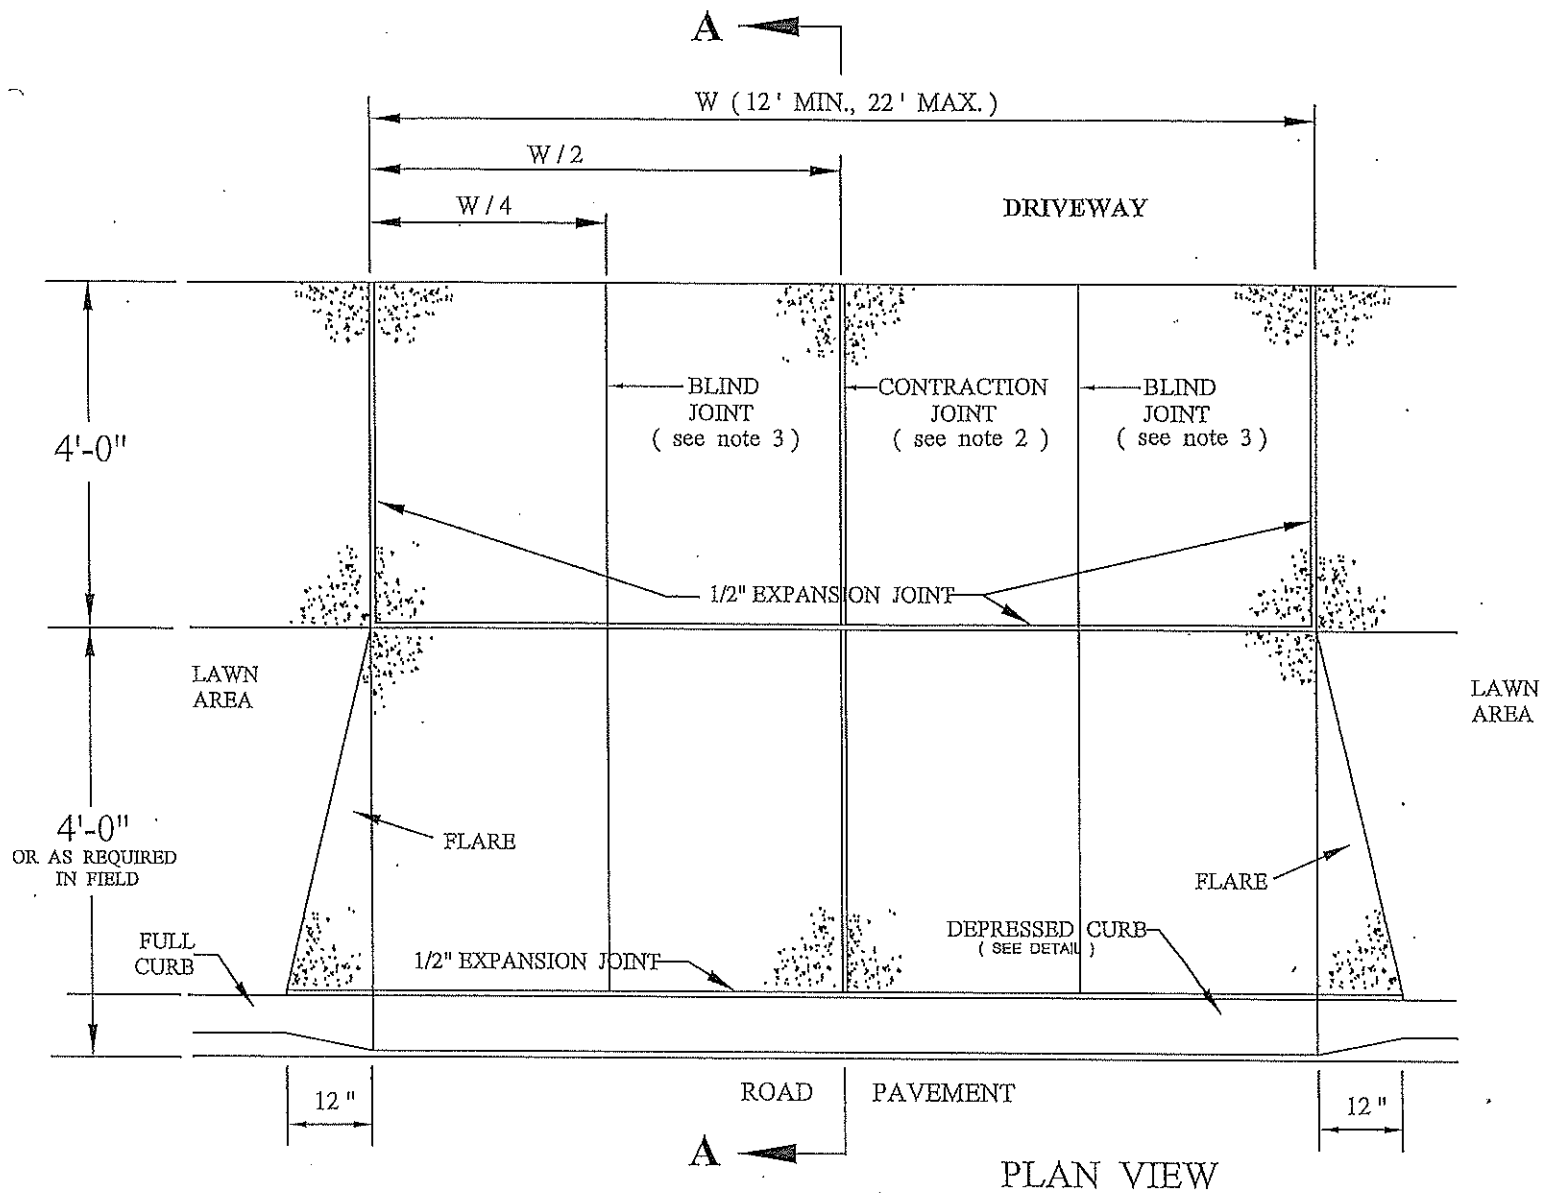 A
W ( 12' MIN., 22' MAX. )
W / 2
W / 4
DRIVEWAY
4'-0"
BLIND
JOINT
( see note 3 )
CONTRACTION
JOINT
( see note 2 )
BLIND
JOINT
( see note 3 )
1/2" EXPANSION JOINT
LAWN
AREA
LAWN
AREA
4'-0"
OR AS REQUIRED
IN FIELD
FLARE
FLARE
FULL
CURB
1/2" EXPANSION JOINT
DEPRESSED CURB
( SEE DETAIL )
12 "
ROAD PAVEMENT
12 "
A
PLAN VIEW